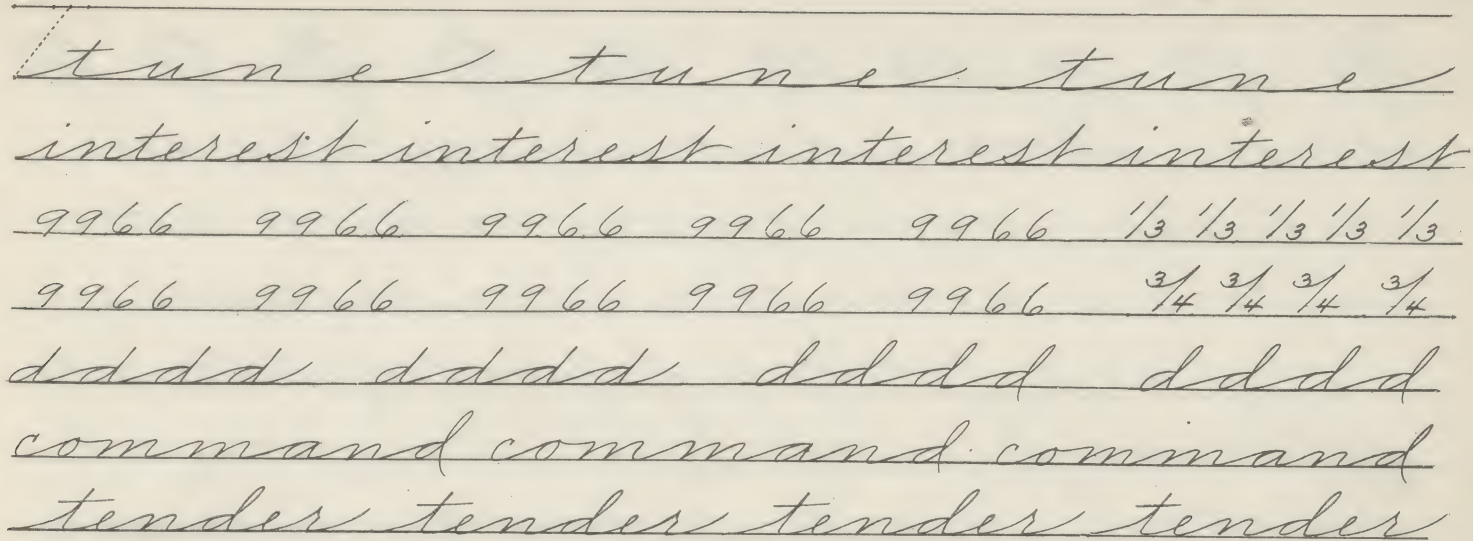 tune tune tune
interest interest interest interest
9966 9966 9966 9966 9966 1/3 1/3 1/3 1/3 1/3
9966 9966 9966 9966 9966 3/4 3/4 3/4 3/4
dddd dddd dddd dddd
command command command
tender tender tender tender